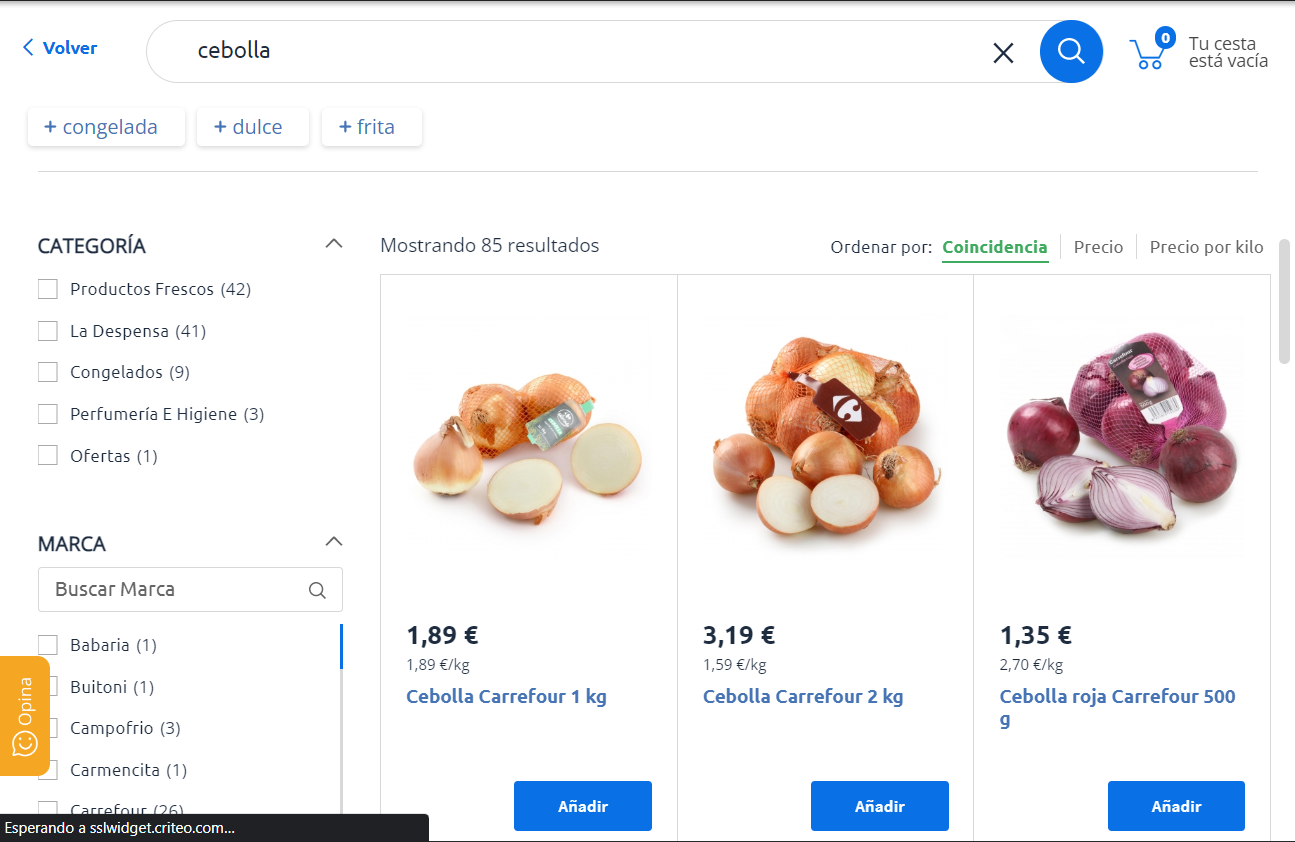 Volver
cebolla
0
Tu cesta
está vacía
+ congelada
+ dulce
+ frita
CATEGORÍA
Productos Frescos (42)
La Despensa (41)
Congelados (9)
Perfumería E Higiene (3)
Ofertas (1)
MARCA
Buscar Marca
Babaria (1)
Buitoni (1)
Campofrio (3)
Carmencita (1)
Carrefour (26)
Opina
Esperando a sslwidget.criteo.com...
Mostrando 85 resultados
Ordenar por: Coincidencia Precio Precio por kilo
1,89 €
1,89 €/kg
Cebolla Carrefour 1 kg
Añadir
3,19 €
1,59 €/kg
Cebolla Carrefour 2 kg
Añadir
Carrefour
1,35 €
2,70 €/kg
Cebolla roja Carrefour 500
g
Añadir